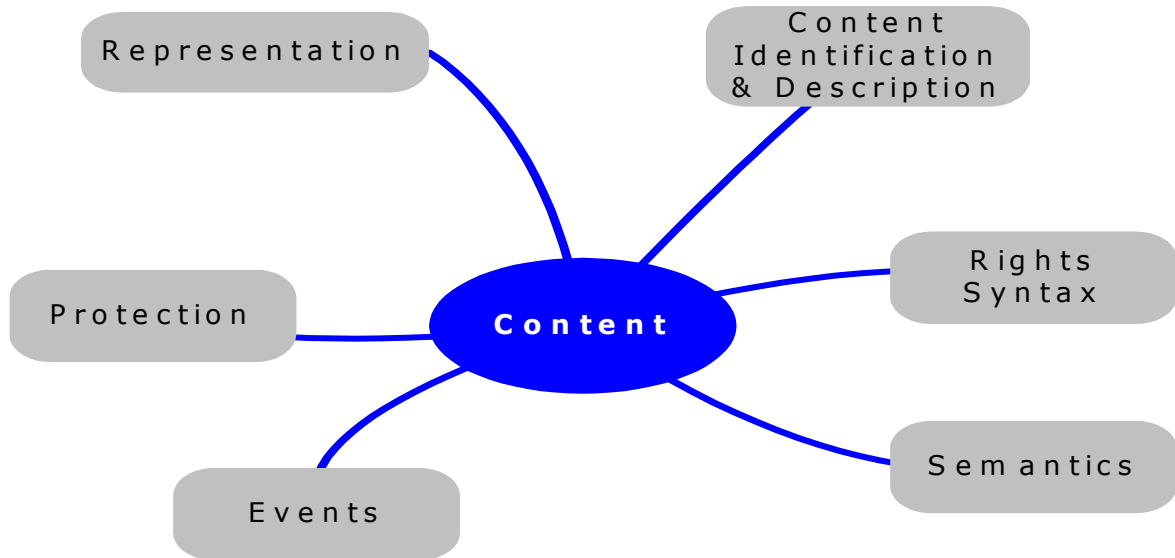 Representation
Content
Identification
& Description
Rights
Syntax
Protection
Content
Semantics
Events